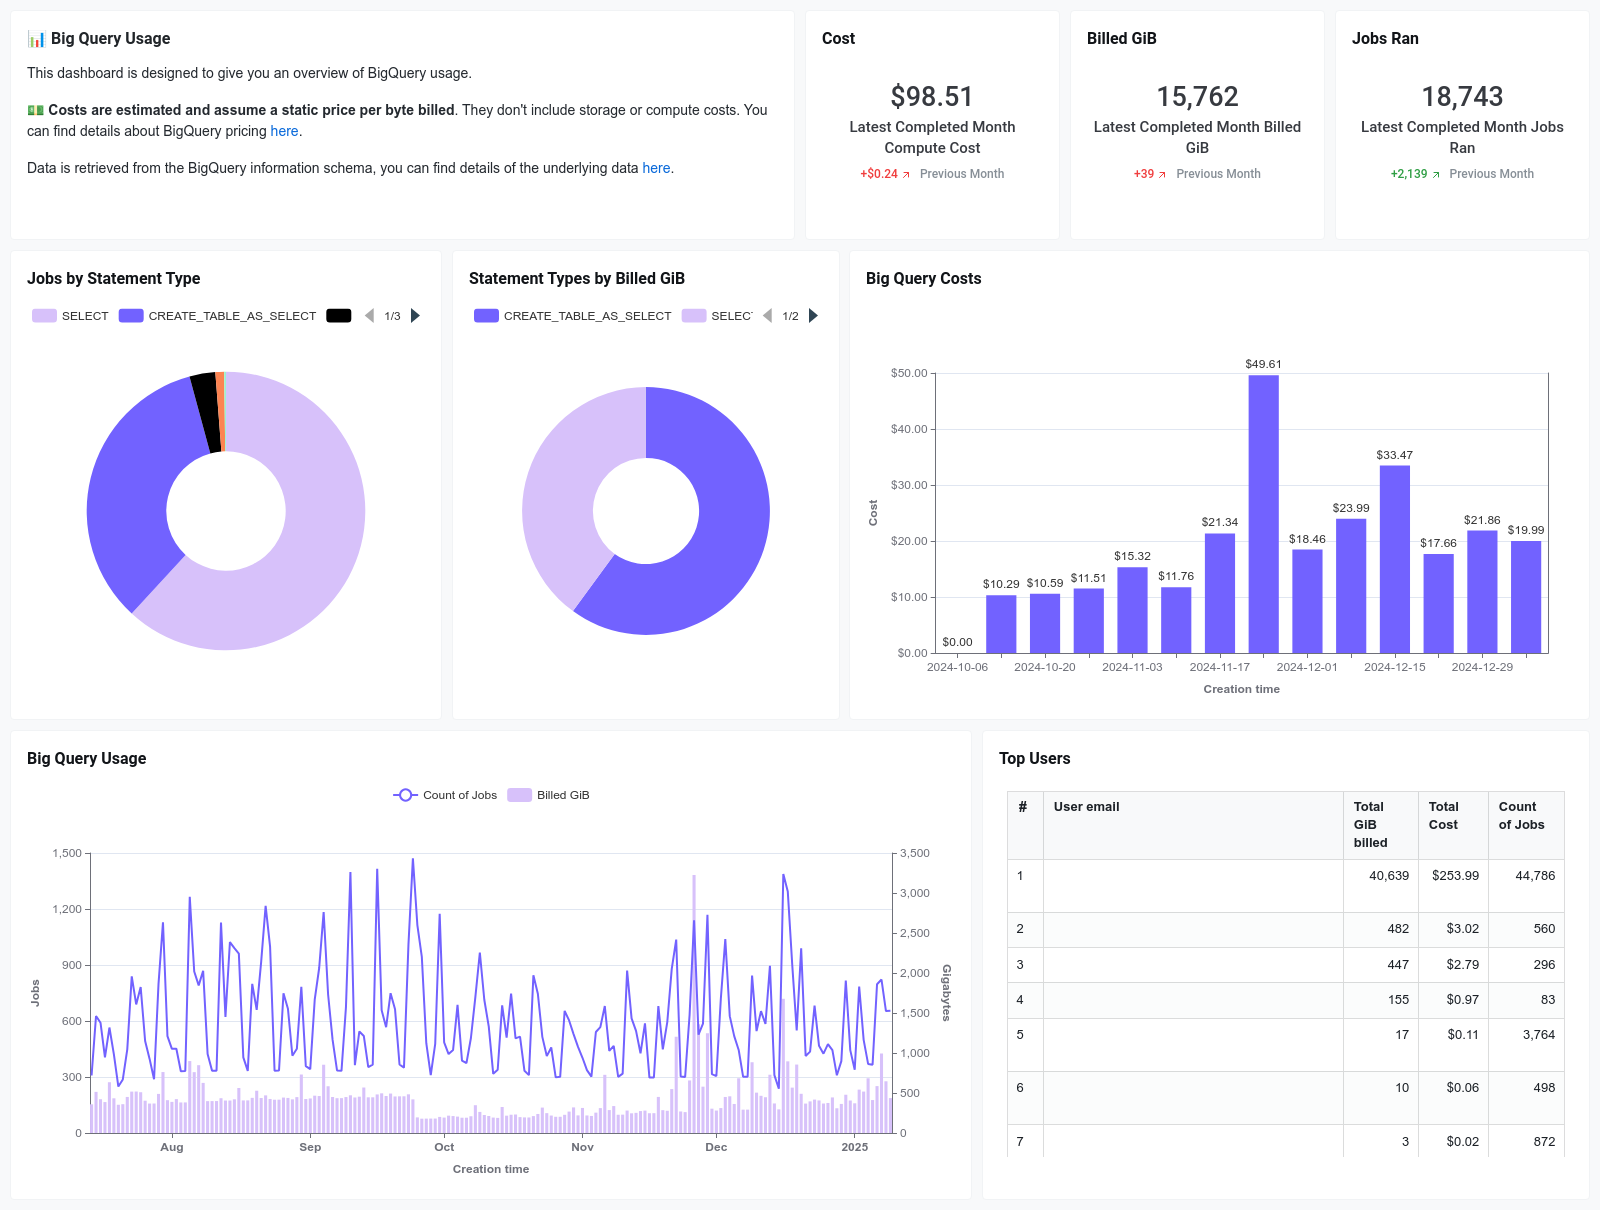 📊 Big Query Usage
This dashboard is designed to give you an overview of BigQuery usage.
💵 Costs are estimated and assume a static price per byte billed. They don't include storage or compute costs. You
can find details about BigQuery pricing here.
Data is retrieved from the BigQuery information schema, you can find details of the underlying data here.
Cost
$98.51
Latest Completed Month
Compute Cost
+$0.24 ↗ Previous Month
Billed GiB
15,762
Latest Completed Month Billed
GiB
+39 ↗ Previous Month
Jobs Ran
18,743
Latest Completed Month Jobs
Ran
+2,139 ↗ Previous Month
Jobs by Statement Type
SELECT CREATE_TABLE_AS_SELECT 1/3
Statement Types by Billed GiB
CREATE_TABLE_AS_SELECT SELEC 1/2
Big Query Costs
$50.00
$40.00
$30.00
$20.00
$10.00
$0.00
Cost
$0.00
$10.29
$10.59
$11.51
$15.32
$11.76
$21.34
$49.61
$18.46
$23.99
$33.47
$17.66
$21.86
$19.99
2024-10-06 2024-10-20 2024-11-03 2024-11-17 2024-12-01 2024-12-15 2024-12-29
Creation time
Big Query Usage
Count of Jobs Billed GiB
1,500
1,200
900
600
300
0
Jobs
3,500
3,000
2,500
2,000
1,500
1,000
500
0
Gigabytes
Aug Sep Oct Nov Dec 2025
Creation time
Top Users
# User email Total GiB billed Total Cost Count of Jobs
1 40,639 $253.99 44,786
2 482 $3.02 560
3 447 $2.79 296
4 155 $0.97 83
5 17 $0.11 3,764
6 10 $0.06 498
7 3 $0.02 872